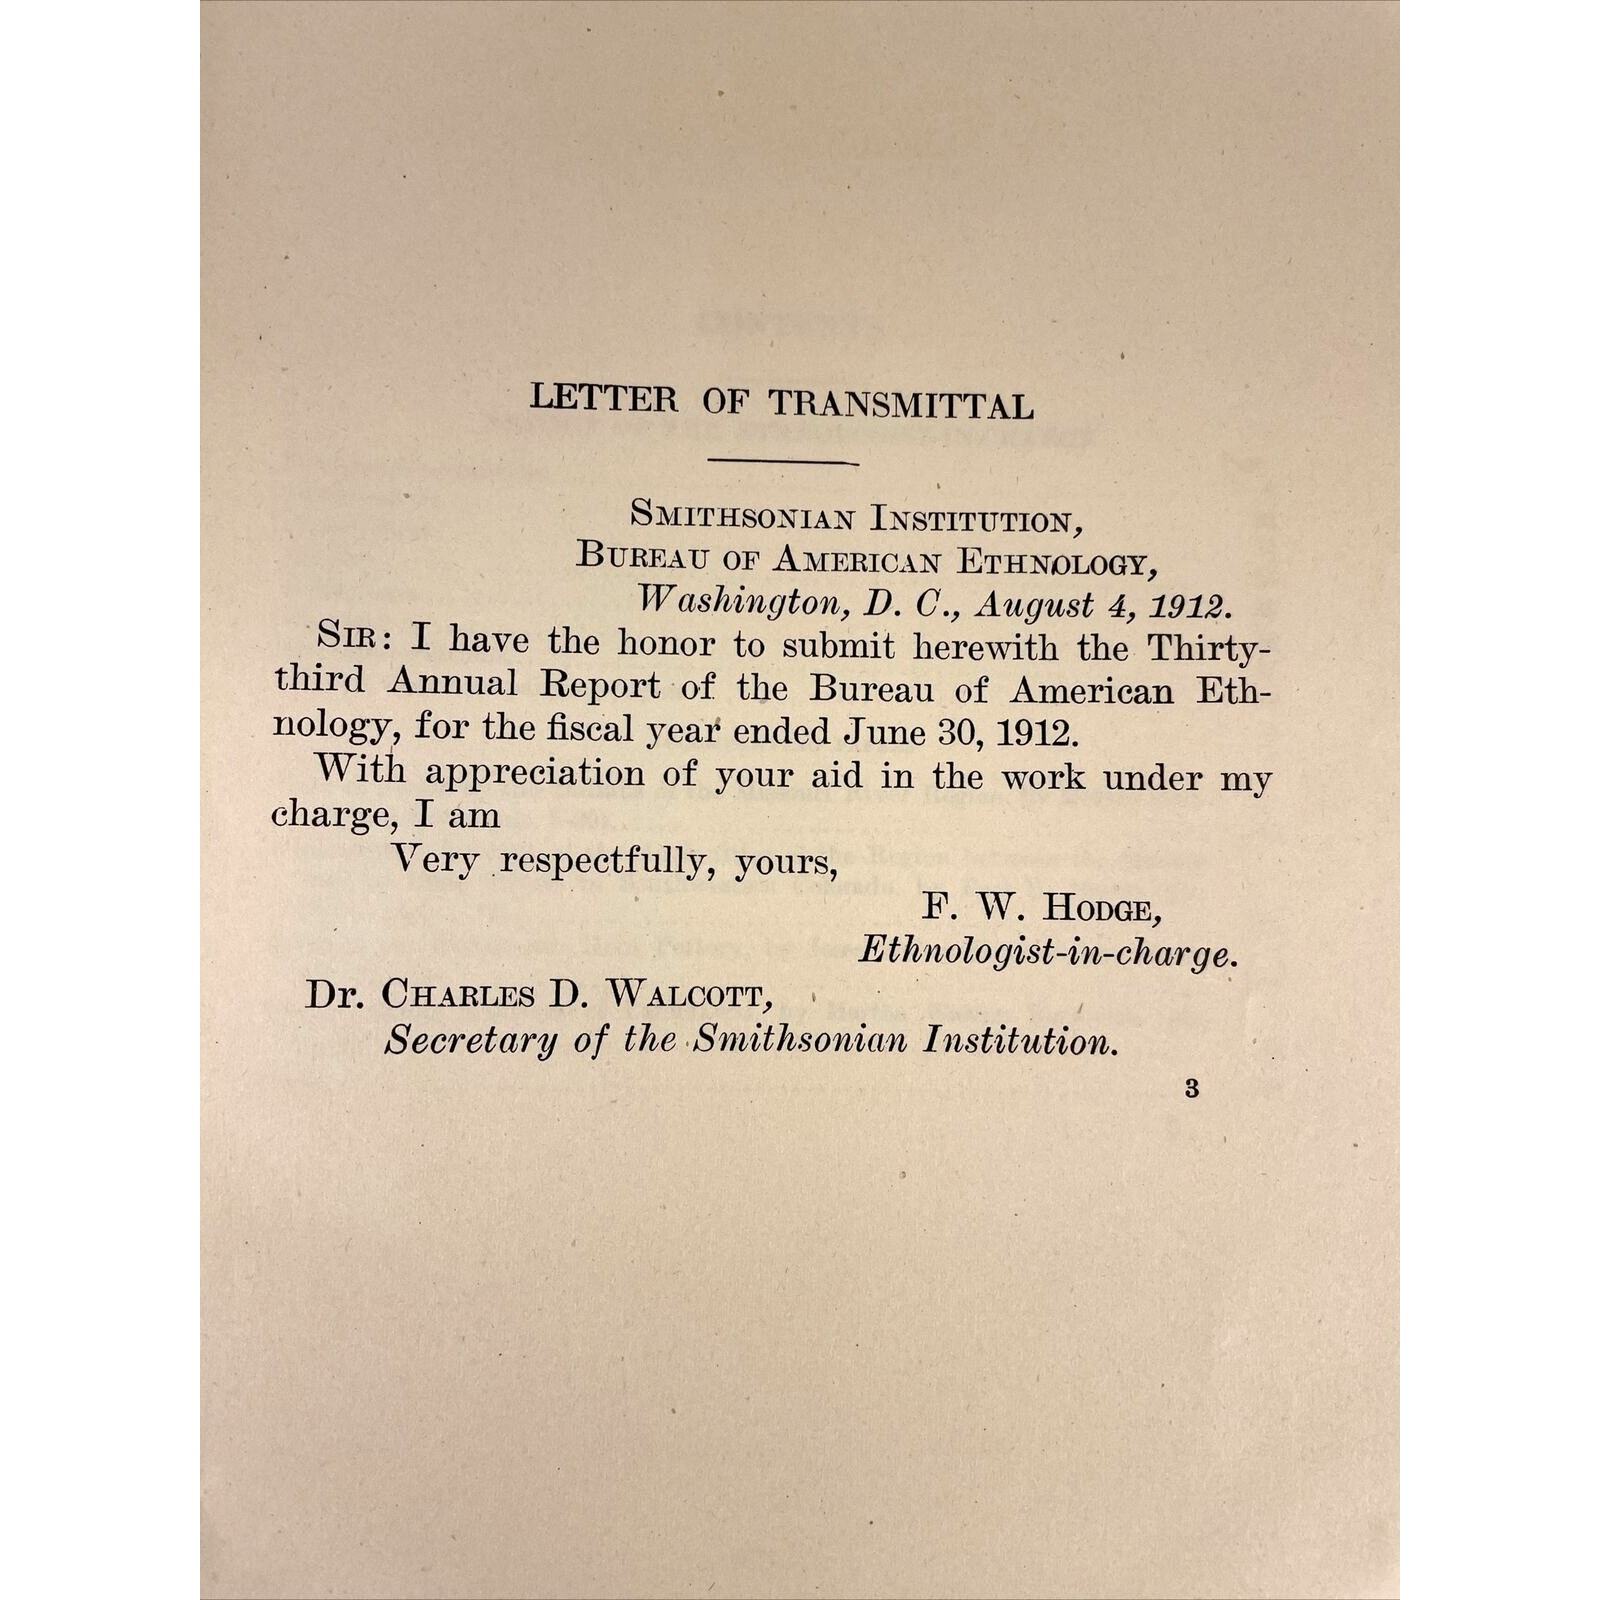 LETTER OF TRANSMITTAL
SMITHSONIAN INSTITUTION,
BUREAU OF AMERICAN ETHNOLOGY,
Washington, D. C., August 4, 1912.
SIR: I have the honor to submit herewith the Thirty-
third Annual Report of the Bureau of American Eth-
nology, for the fiscal year ended June 30, 1912.
With appreciation of your aid in the work under my
charge, I am
Very respectfully, yours,
F. W. HODGE,
Ethnologist-in-charge.
Dr. CHARLES D. WALCOTT,
Secretary of the Smithsonian Institution.
3